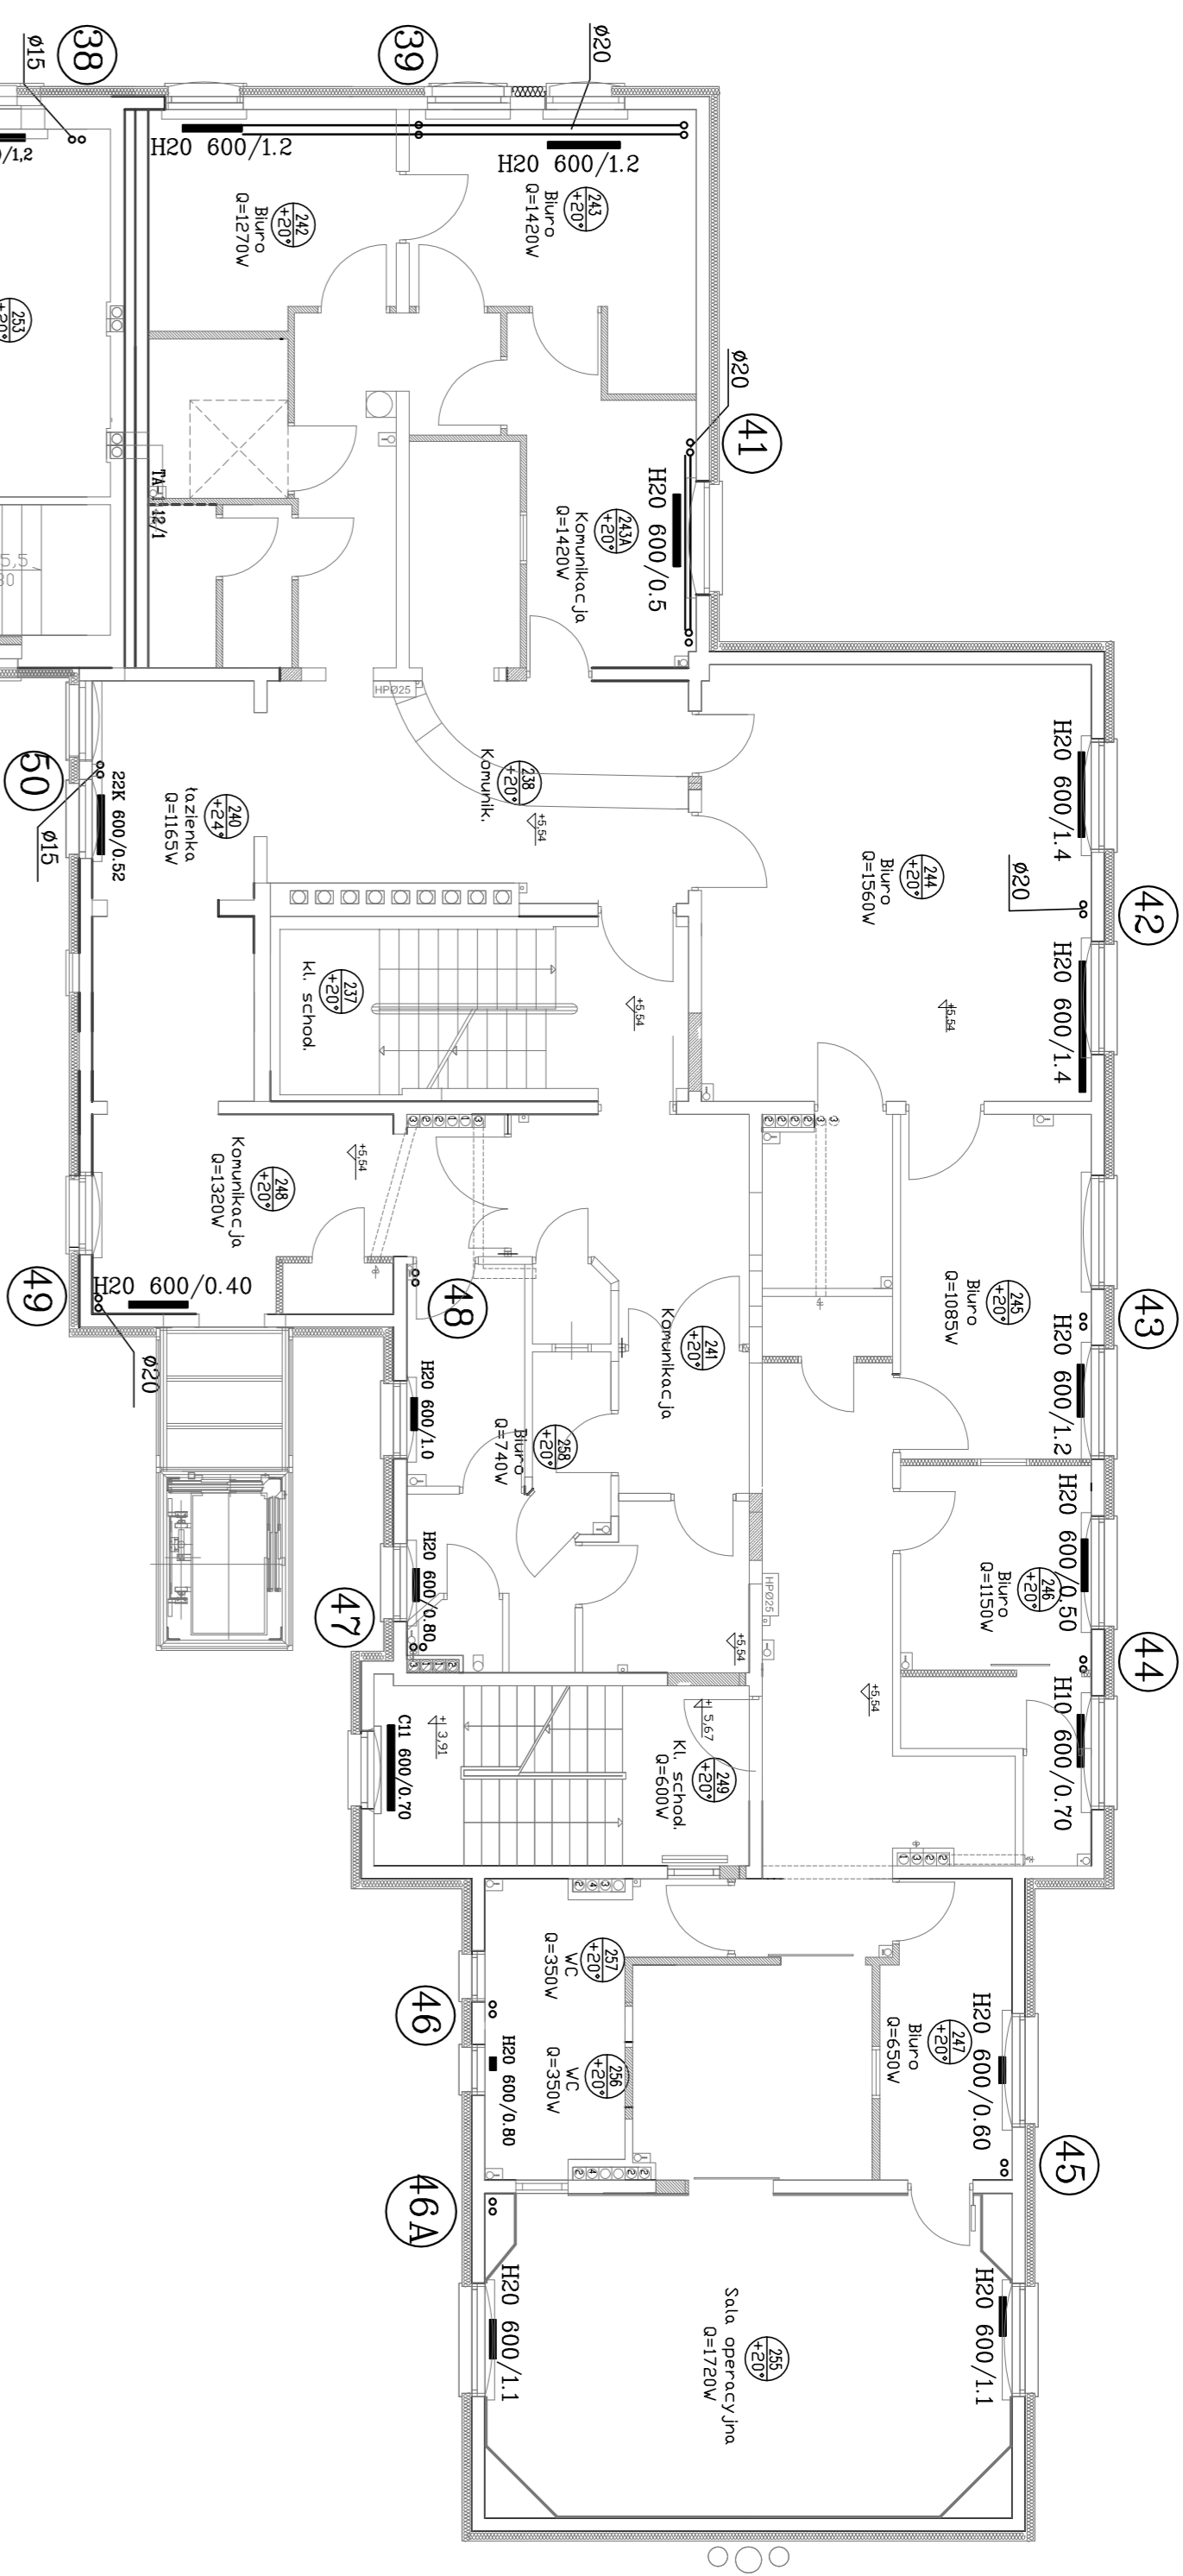 38
ø15
39
ø20
H20 600/1.2
H20 600/1.2
/1,2
243
+20°
Biuro
Q=1420W
242
+20°
Biuro
Q=1270W
253
+20°
ø20
41
H20 600/0.5
243A
+20°
Komunikacja
Q=1420W
HPØ25
238
+20°
Komunik.
+5,54
H20 600/1.4
ø20
42
H20 600/1.4
244
+20°
Biuro
Q=1560W
+5,54
+5,54
50
ø15
22K 600/0.52
240
+24°
łazienka
Q=1165W
237
+20°
kl. schod.
248
+20°
Komunikacja
Q=1320W
+5,54
49
H20 600/0.40
ø20
48
H20 600/1.0
241
+20°
Komunikacja
258
+20°
Biuro
Q=740W
245
+20°
Biuro
Q=1085W
43
H20 600/1.2
H20 600/0.50
246
+20°
Biuro
Q=1150W
44
H10 600/0.70
HPØ25
+5,54
+5,54
47
H20 600/0.80
C11 600/0.70
+ 3,91
+ 5,67
249
+20°
Kl. schod.
Q=600W
257
+20°
WC
Q=350W
256
+20°
WC
Q=350W
46
H20 600/0.80
247
+20°
Biuro
Q=650W
H20 600/0.60
45
46A
H20 600/1.1
H20 600/1.1
255
+20°
Sala operacyjna
Q=1720W